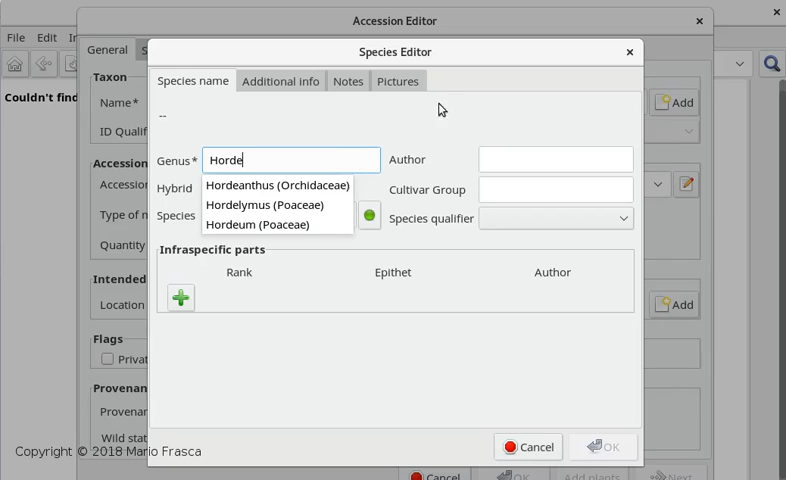 Accession Editor
File Edit
General
Species Editor
Species name Additional info Notes Pictures
Couldn't find
Taxon
--
Name*
Add
ID Qualif
Genus* Horde Author
Hordeanthus (Orchidaceae)
Hordelymus (Poaceae)
Hordeum (Poaceae)
Accession
Hybrid Cultivar Group
Type of
Species Species qualifier
Quantity
Infraspecific parts
Rank Epithet Author
Intended
Location
Add
Flags
Privat
Provenan
Provenar
Wild stat
Cancel OK
Copyright © 2018 Mario Frasca
Cancel OK Add plants Next